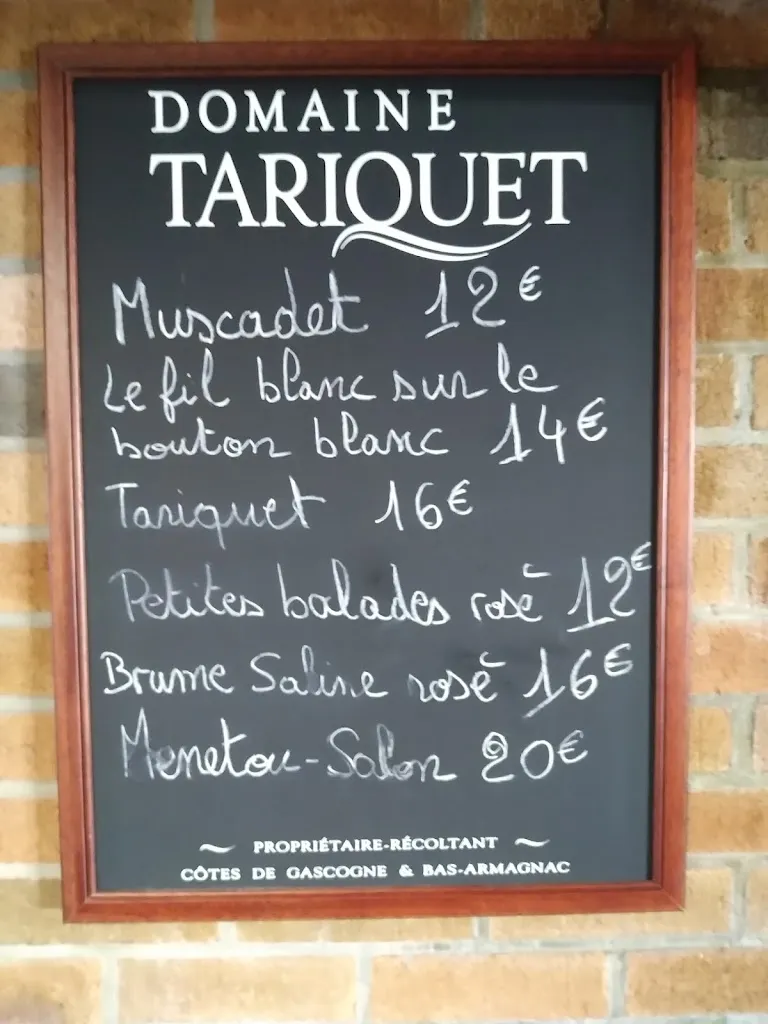 DOMAINE
TARIQUET
Muscadet 12€
Le fil blanc sur le
bouton blanc 14€
Tariquet 16€
Petites balades rosé 12€
Brume Saline rosé 16€
Menetou-Salon 20€
~ PROPRIÉTAIRE-RÉCOLTANT ~
CÔTES DE GASCOGNE & BAS-ARMAGNAC